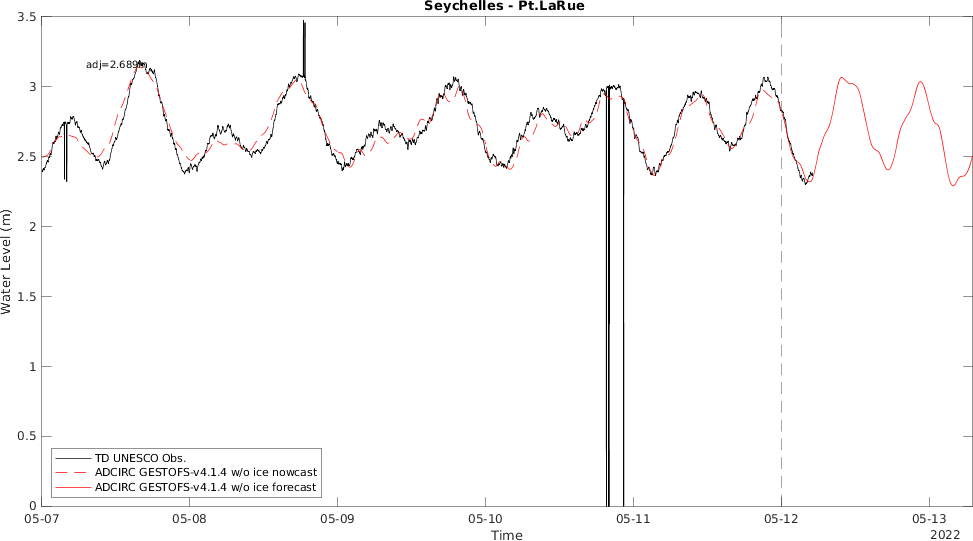 Seychelles - Pt.LaRue
3.5
adj=2.689
3
2.5
2
Water Level (m)
1.5
1
0.5
0
TD UNESCO Obs.
ADCIRC GESTOFS-v4.1.4 w/o ice nowcast
ADCIRC GESTOFS-v4.1.4 w/o ice forecast
05-07
05-08
05-09
05-10
05-11
05-12
05-13
Time
2022